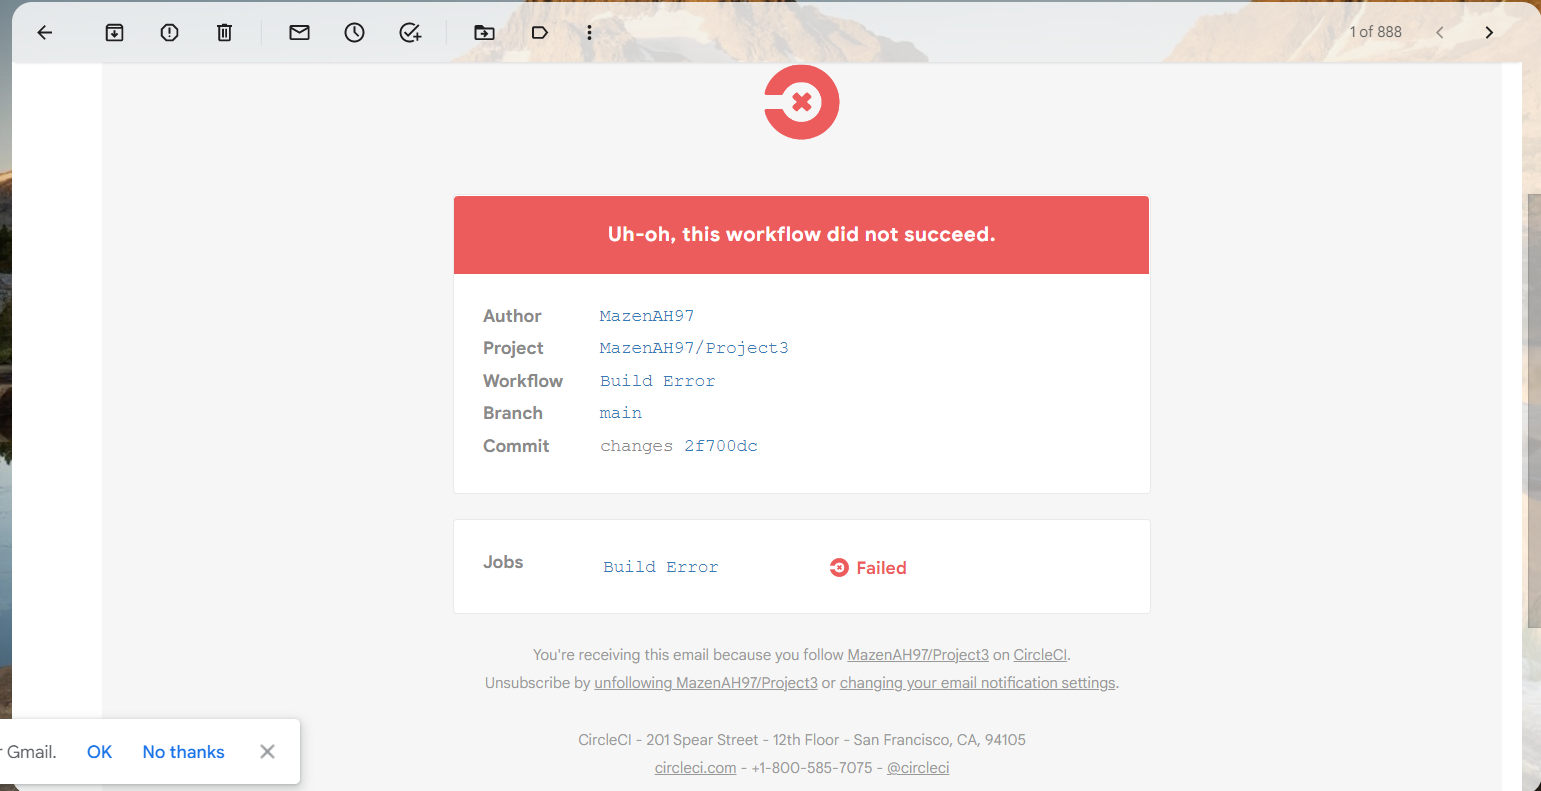 1 of 888
Uh-oh, this workflow did not succeed.
Author MazenAH97
Project MazenAH97/Project3
Workflow Build Error
Branch main
Commit changes 2f700dc
Jobs Build Error Failed
You're receiving this email because you follow MazenAH97/Project3 on CircleCI.
Unsubscribe by unfollowing MazenAH97/Project3 or changing your email notification settings.
r Gmail. OK No thanks
CircleCI - 201 Spear Street - 12th Floor - San Francisco, CA, 94105
circleci.com - +1-800-585-7075 - @circleci